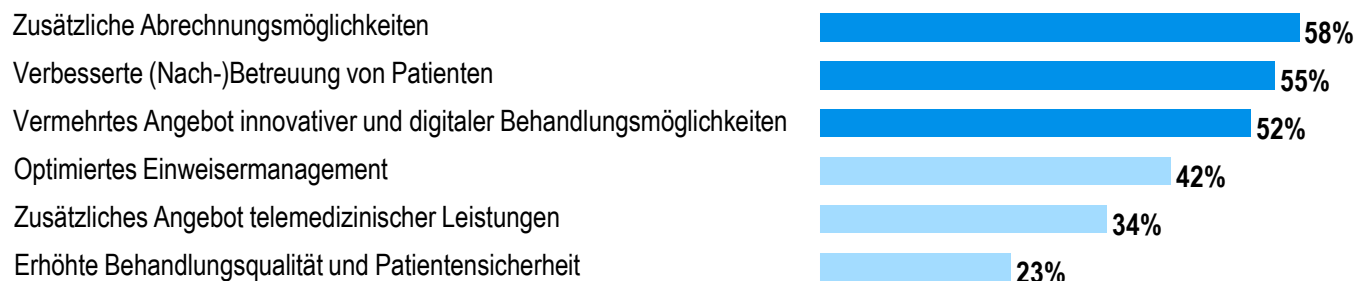 Zusätzliche Abrechnungsmöglichkeiten 58%
Verbesserte (Nach-)Betreuung von Patienten 55%
Vermehrtes Angebot innovativer und digitaler Behandlungsmöglichkeiten 52%
Optimiertes Einweisermanagement 42%
Zusätzliches Angebot telemedizinischer Leistungen 34%
Erhöhte Behandlungsqualität und Patientensicherheit 23%